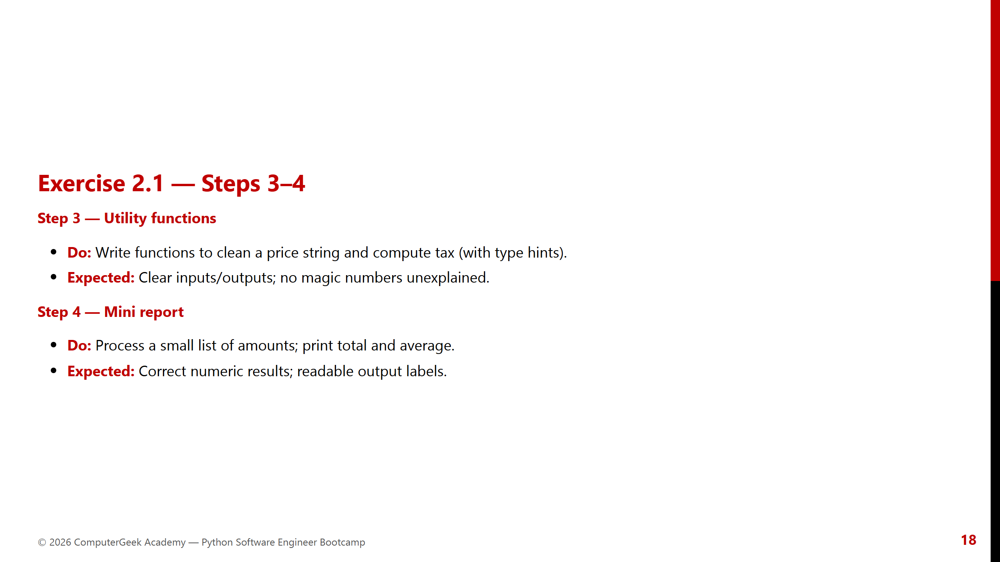 Exercise 2.1 — Steps 3–4
Step 3 — Utility functions
• Do: Write functions to clean a price string and compute tax (with type hints).
• Expected: Clear inputs/outputs; no magic numbers unexplained.
Step 4 — Mini report
• Do: Process a small list of amounts; print total and average.
• Expected: Correct numeric results; readable output labels.
© 2026 ComputerGeek Academy — Python Software Engineer Bootcamp
18